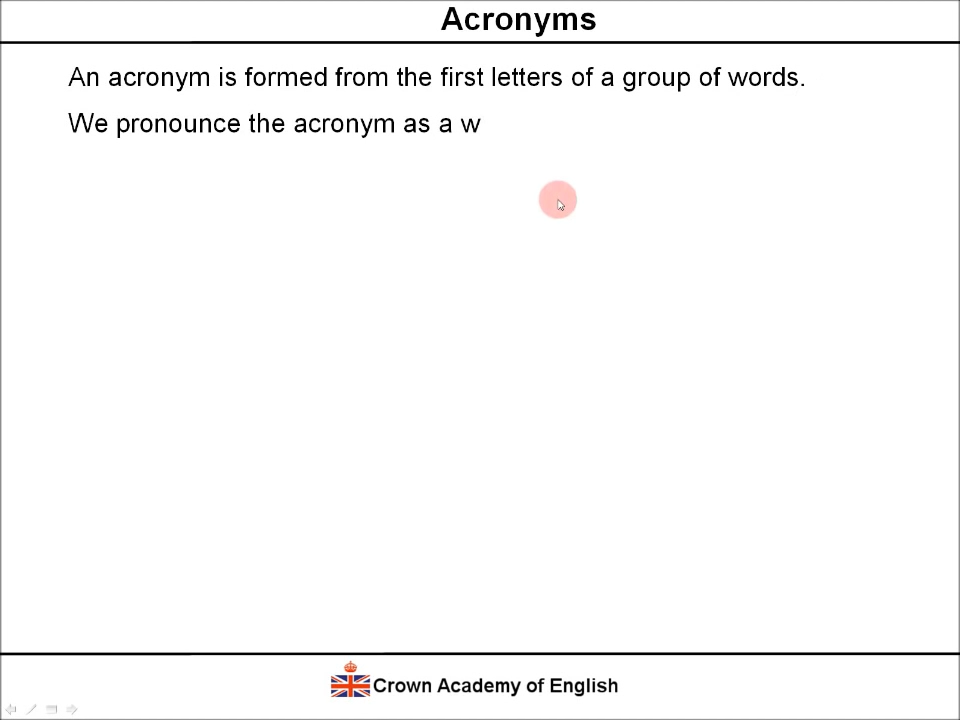 Acronyms
An acronym is formed from the first letters of a group of words.
We pronounce the acronym as a w
Crown Academy of English